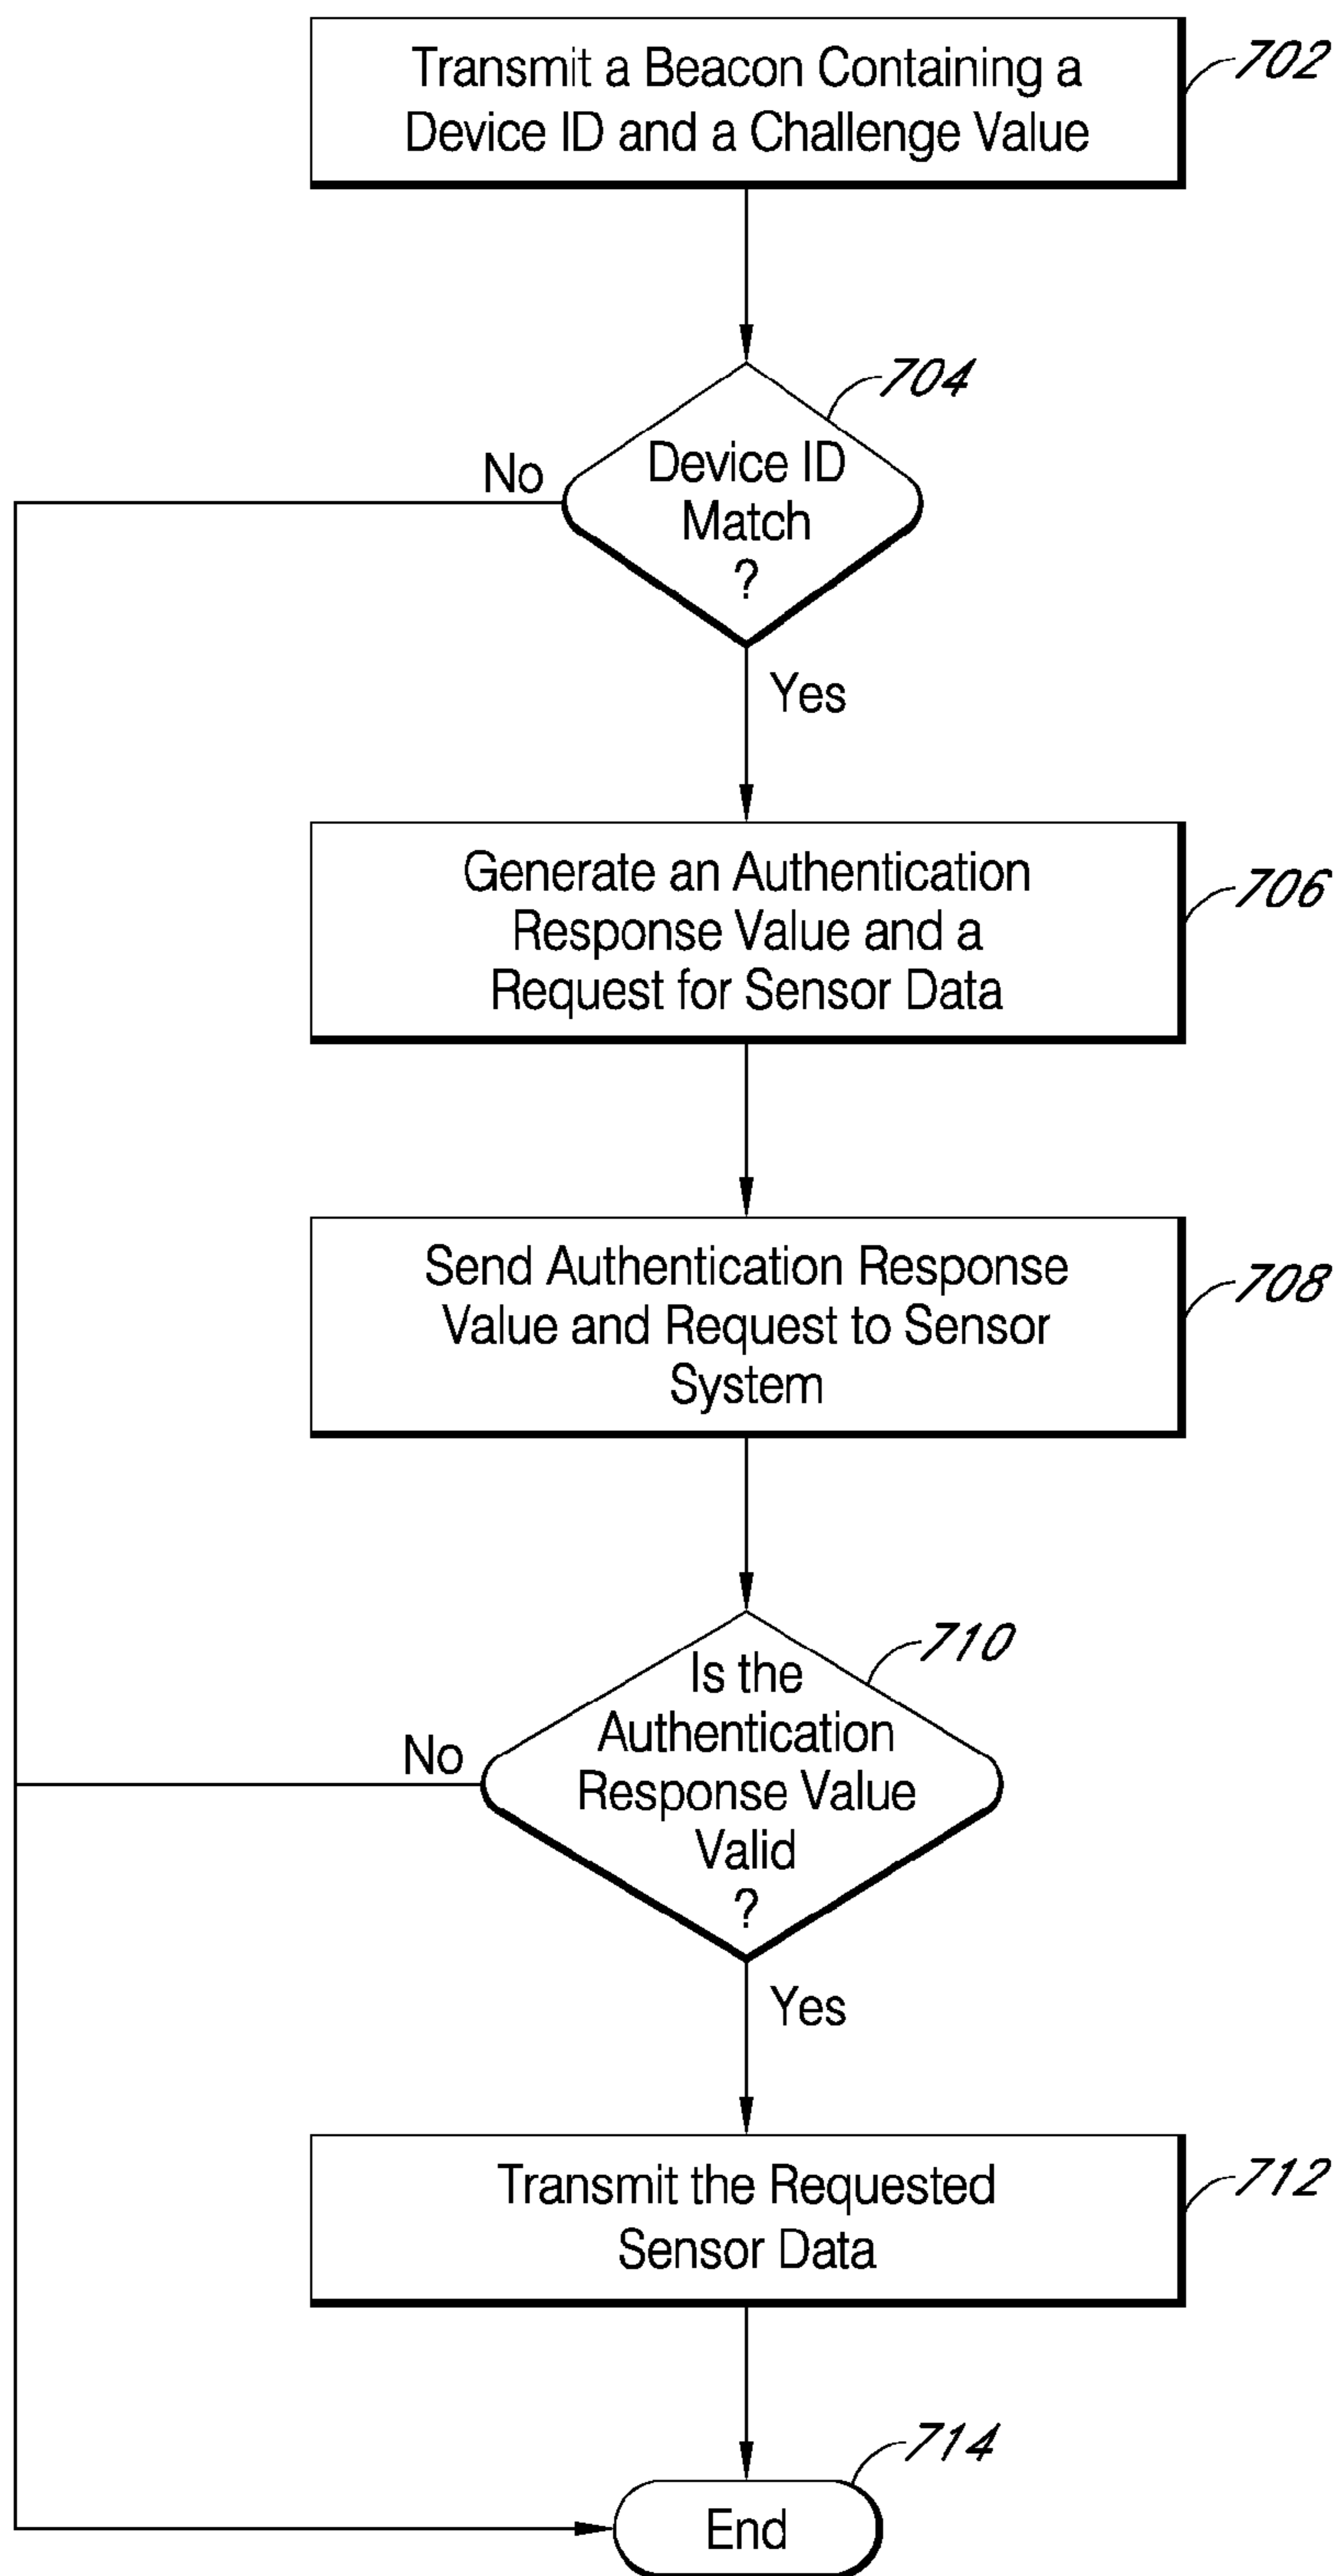 Transmit a Beacon Containing a
Device ID and a Challenge Value
702
704
Device ID
Match
?
No
Yes
Generate an Authentication
Response Value and a
Request for Sensor Data
706
Send Authentication Response
Value and Request to Sensor
System
708
710
Is the
Authentication
Response Value
Valid
?
No
Yes
Transmit the Requested
Sensor Data
712
714
End